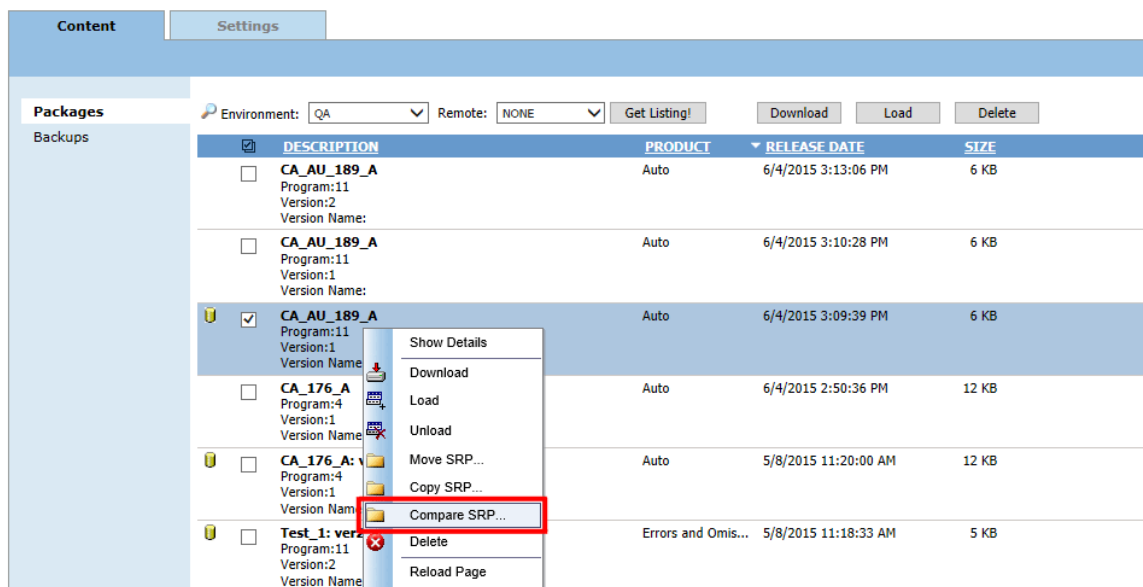 Content
Settings
Packages
Backups
Environment: QA Remote: NONE Get Listing! Download Load Delete
DESCRIPTION PRODUCT RELEASE DATE SIZE
CA_AU_189_A Auto 6/4/2015 3:13:06 PM 6 KB
Program:11
Version:2
Version Name:
CA_AU_189_A Auto 6/4/2015 3:10:28 PM 6 KB
Program:11
Version:1
Version Name:
CA_AU_189_A Auto 6/4/2015 3:09:39 PM 6 KB
Program:11
Version:1
Version Name
CA_176_A Auto 6/4/2015 2:50:36 PM 12 KB
Program:4
Version:1
Version Name
CA_176_A: v Auto 5/8/2015 11:20:00 AM 12 KB
Program:4
Version:1
Version Name
Test_1: ver2 Errors and Omis... 5/8/2015 11:18:33 AM 5 KB
Program:11
Version:2
Version Name
Show Details
Download
Load
Unload
Move SRP...
Copy SRP...
Compare SRP...
Delete
Reload Page